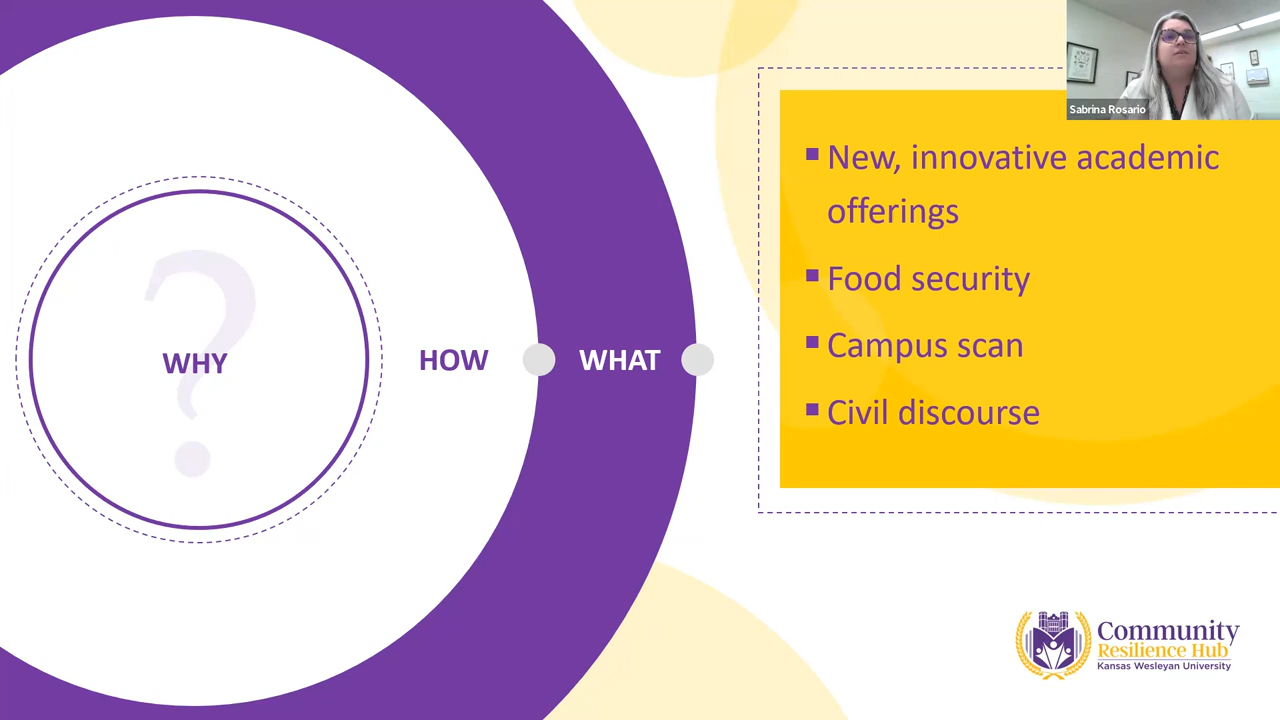 Sabrina Rosario
New, innovative academic
offerings
Food security
Campus scan
Civil discourse
?
WHY
HOW
WHAT
Community
Resilience Hub
Kansas Wesleyan University